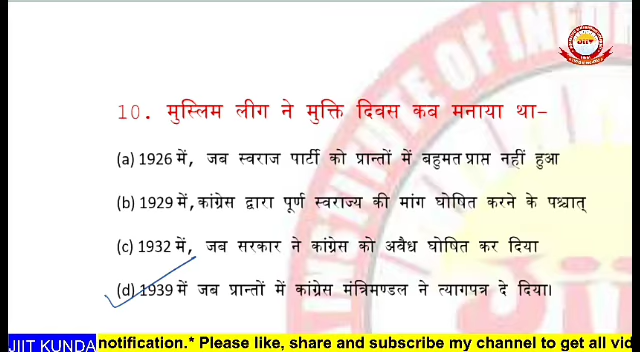 10. मुस्लिम लीग ने मुक्ति दिवस कब मनाया था-
(a) 1926 में, जब स्वराज पार्टी को प्रान्तों में बहुमत प्राप्त नहीं हुआ
(b) 1929 में, कांग्रेस द्वारा पूर्ण स्वराज्य की मांग घोषित करने के पश्चात्
(c) 1932 में, जब सरकार ने कांग्रेस को अवैध घोषित कर दिया
(d) 1939 में जब प्रान्तों में कांग्रेस मंत्रिमण्डल ने त्यागपत्र दे दिया।
JIIT KUNDA notification.* Please like, share and subscribe my channel to get all vid